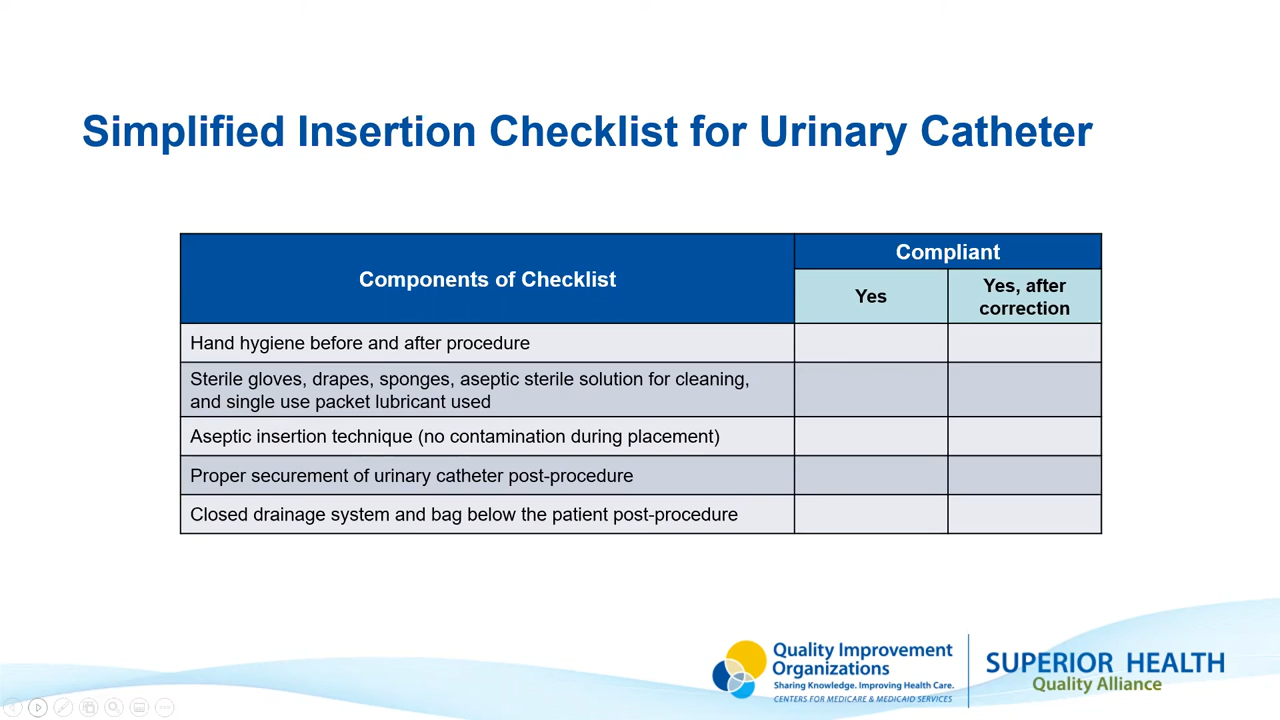 Simplified Insertion Checklist for Urinary Catheter
Components of Checklist
Compliant
Yes
Yes, after
correction
Hand hygiene before and after procedure
Sterile gloves, drapes, sponges, aseptic sterile solution for cleaning,
and single use packet lubricant used
Aseptic insertion technique (no contamination during placement)
Proper securement of urinary catheter post-procedure
Closed drainage system and bag below the patient post-procedure
Quality Improvement
Organizations
Sharing Knowledge. Improving Health Care.
CENTERS FOR MEDICARE & MEDICAID SERVICES
SUPERIOR HEALTH
Quality Alliance